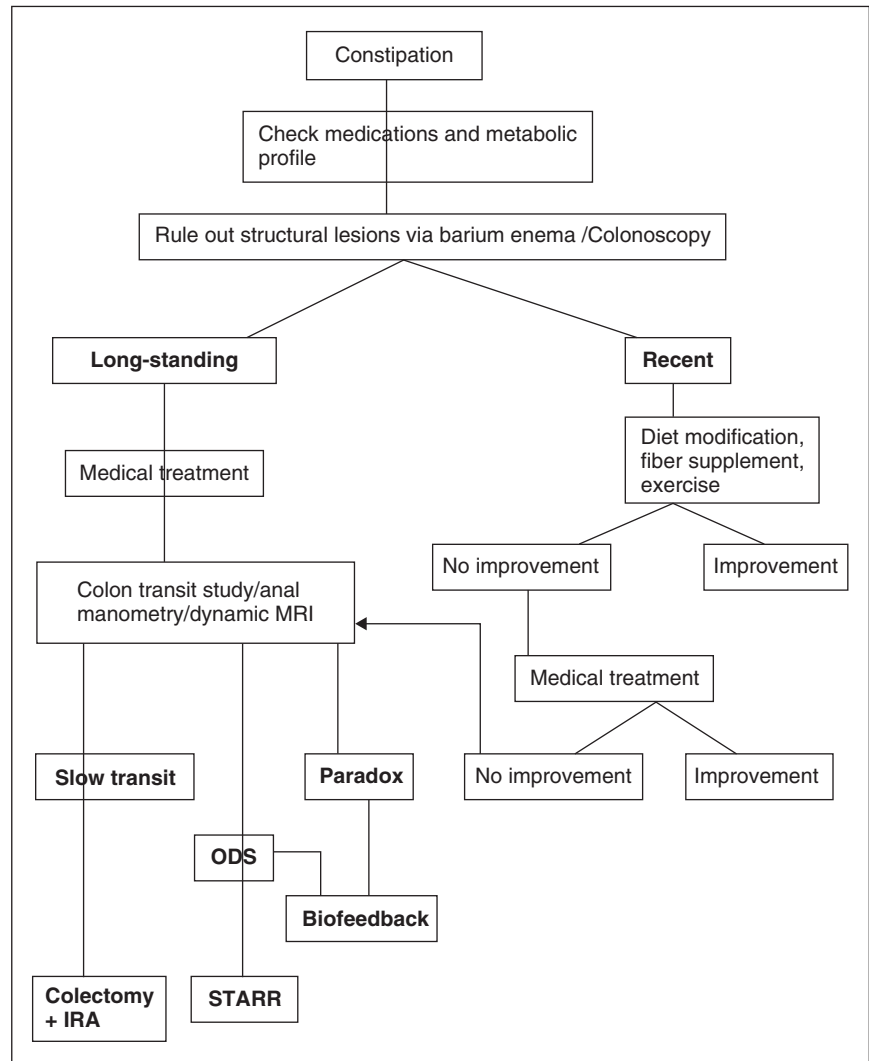 Constipation
Check medications and metabolic
profile
Rule out structural lesions via barium enema /Colonoscopy
Long-standing
Recent
Diet modification,
fiber supplement,
exercise
Medical treatment
No improvement
Improvement
Colon transit study/anal
manometry/dynamic MRI
Medical treatment
Slow transit
Paradox
No improvement
Improvement
ODS
Biofeedback
Colectomy
+ IRA
STARR